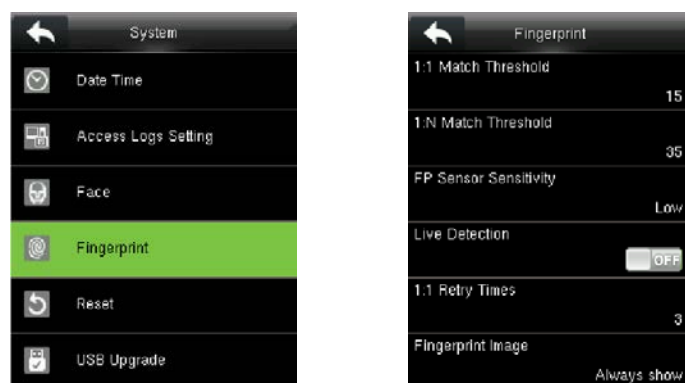 System
Date Time
Access Logs Setting
Face
Fingerprint
Reset
USB Upgrade
Fingerprint
1:1 Match Threshold
15
1:N Match Threshold
35
FP Sensor Sensitivity
Low
Live Detection
OFF
1:1 Retry Times
3
Fingerprint Image
Always show